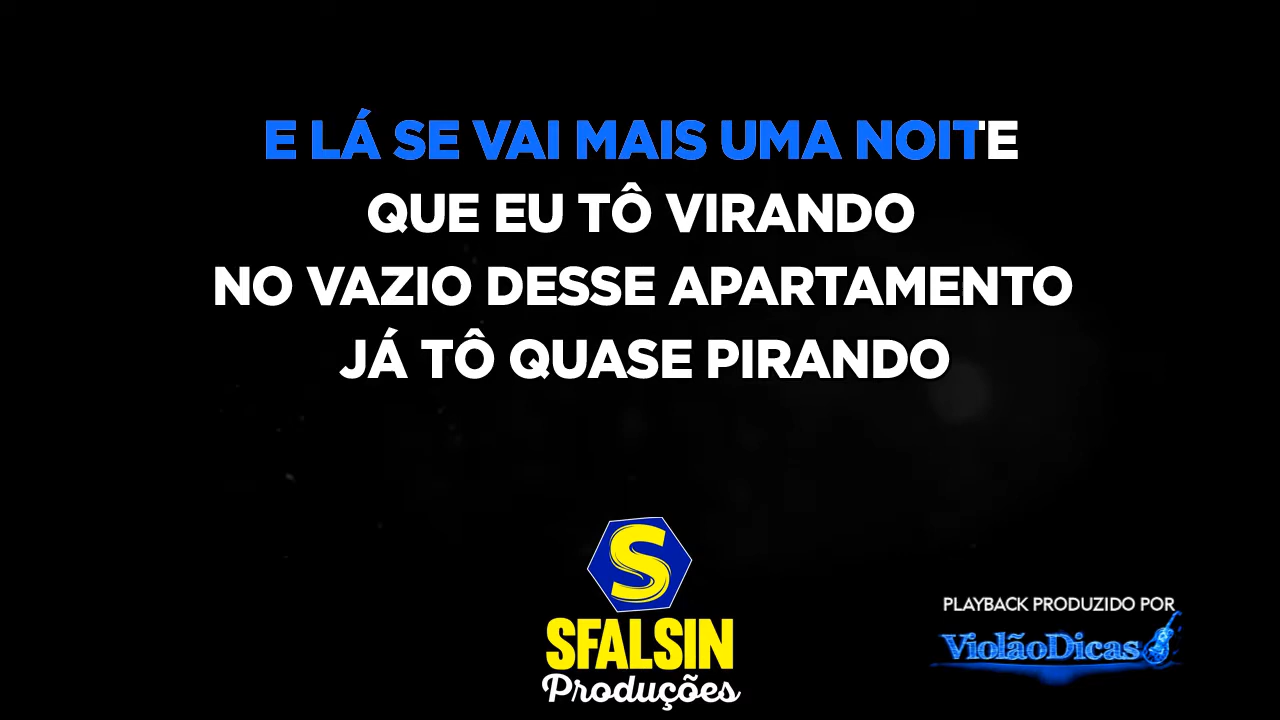 E LÁ SE VAI MAIS UMA NOITE
QUE EU TÔ VIRANDO
NO VAZIO DESSE APARTAMENTO
JÁ TÔ QUASE PIRANDO
S
SFALSIN
Produções
PLAYBACK PRODUZIDO POR
ViolãoDicas